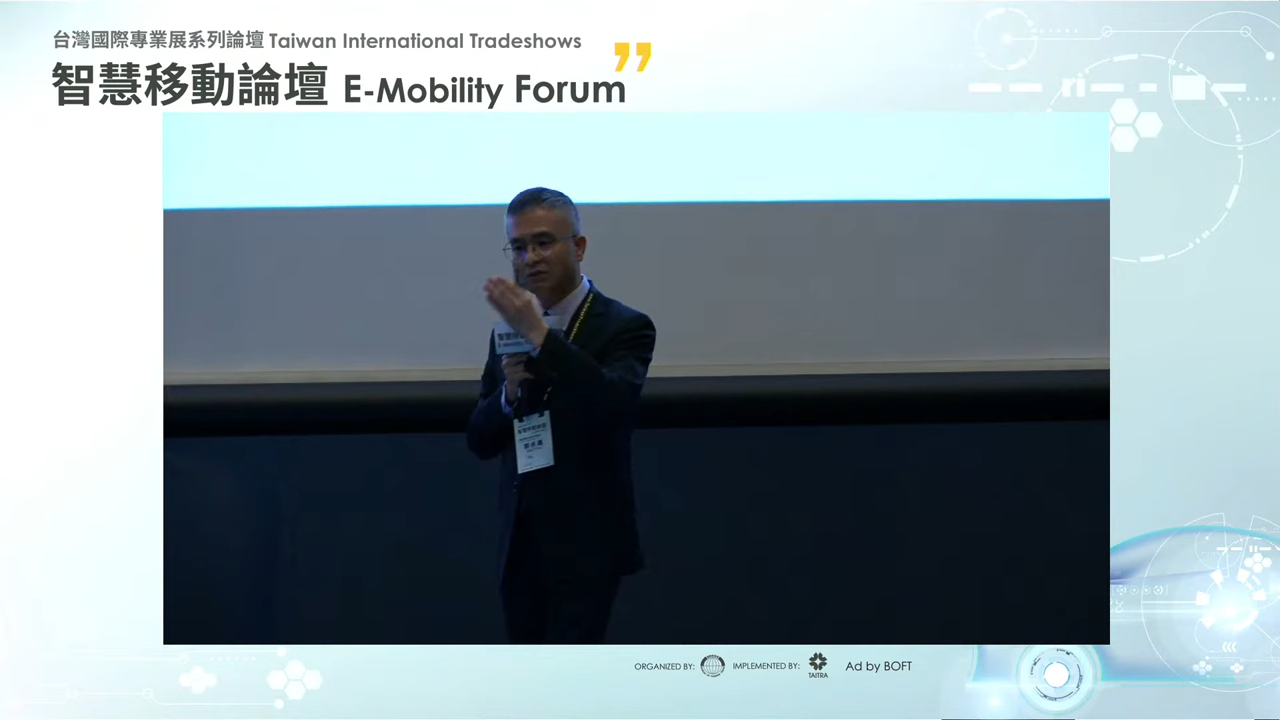 台灣國際專業展系列論壇 Taiwan International Tradeshows
智慧移動論壇 E-Mobility Forum
ORGANIZED BY:
IMPLEMENTED BY:
TAITRA
Ad by BOFT